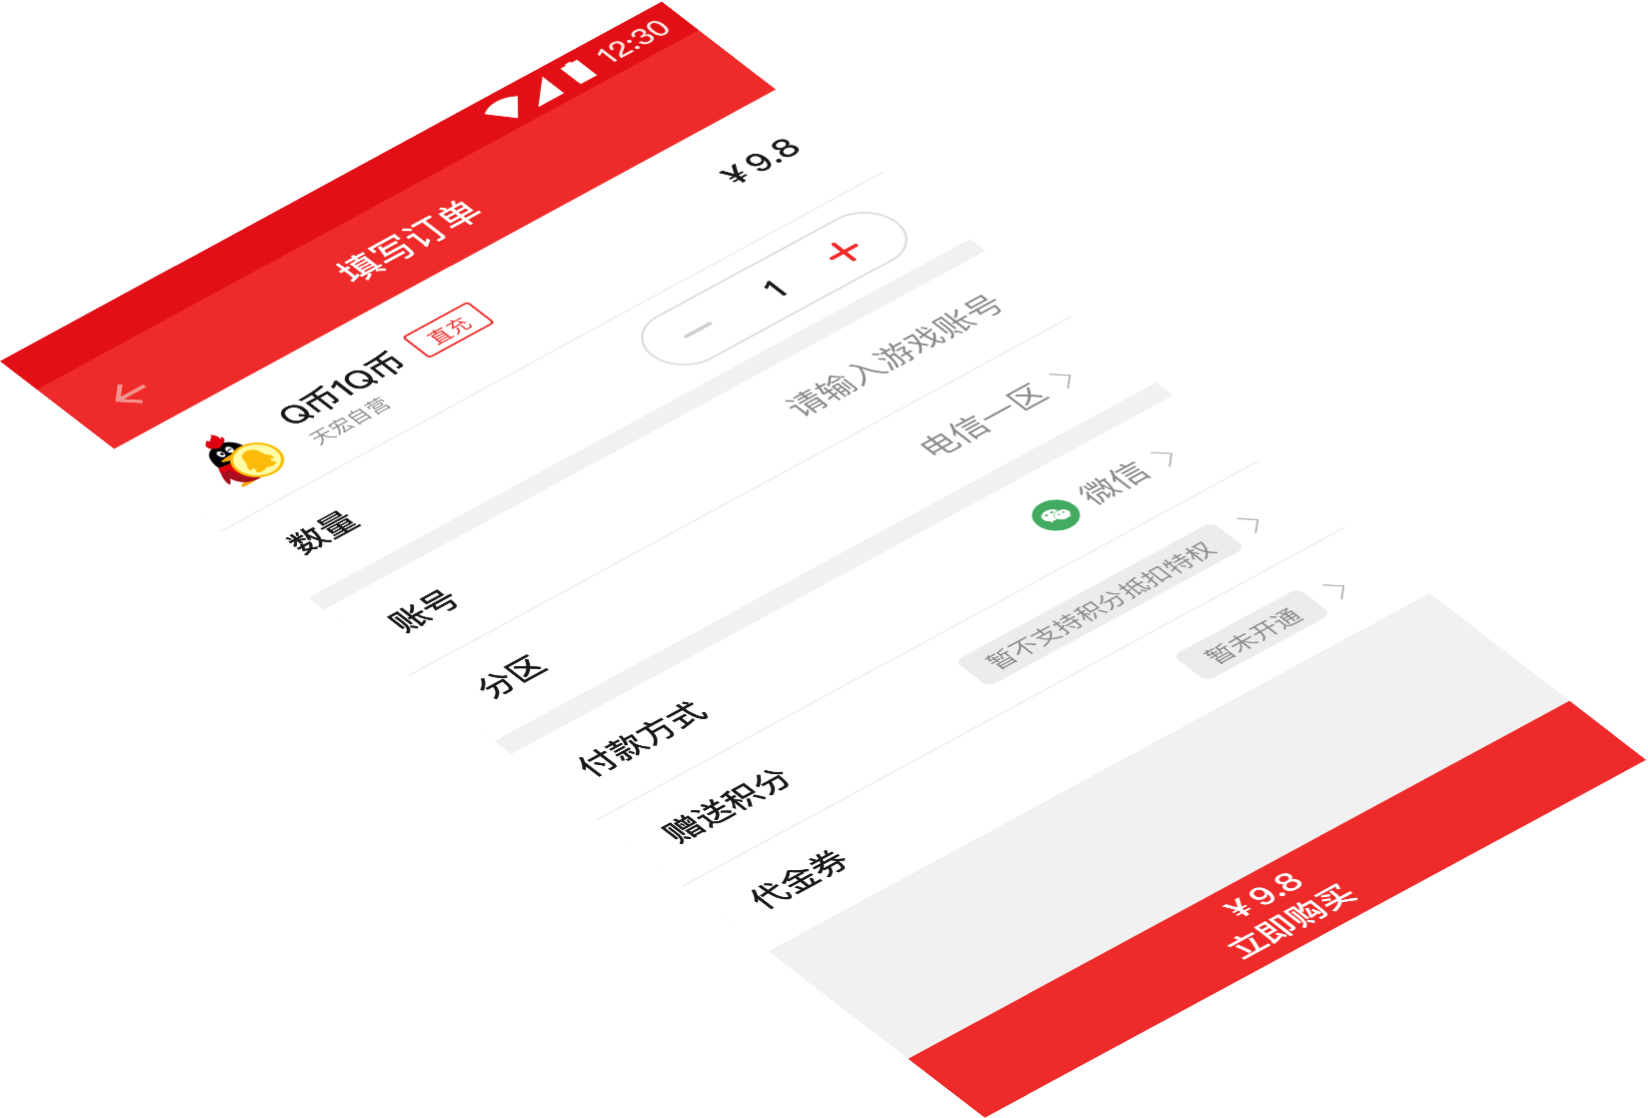 12:30
填写订单
Q币1Q币 直充 ¥9.8
天宏自营
数量 1
账号 请输入游戏账号
分区 电信一区
付款方式 微信
赠送积分 暂不支持积分抵扣特权
代金券 暂未开通
¥9.8
立即购买